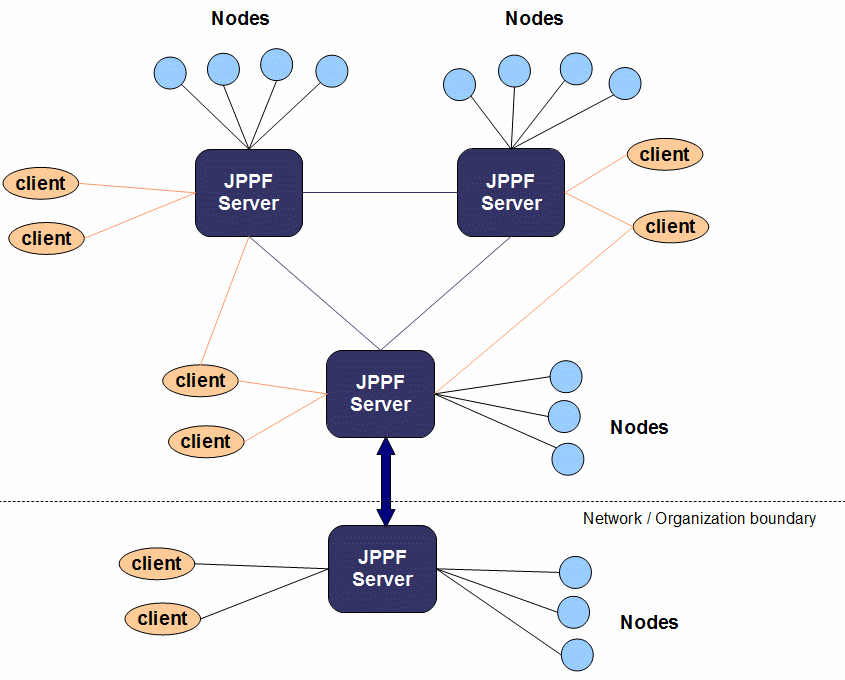 Nodes
Nodes
client
client
JPPF
Server
JPPF
Server
client
client
client
client
JPPF
Server
Nodes
Network / Organization boundary
client
client
JPPF
Server
Nodes